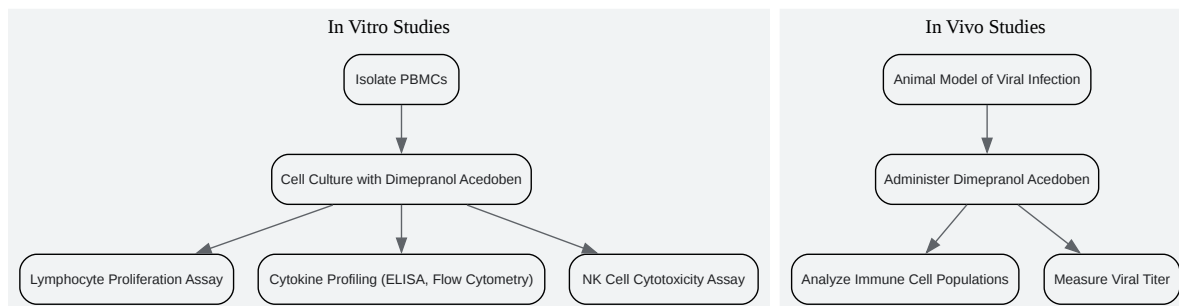 In Vitro Studies
Isolate PBMCs
Cell Culture with Dimepranol Acedoben
Lymphocyte Proliferation Assay
Cytokine Profiling (ELISA, Flow Cytometry)
NK Cell Cytotoxicity Assay
In Vivo Studies
Animal Model of Viral Infection
Administer Dimepranol Acedoben
Analyze Immune Cell Populations
Measure Viral Titer